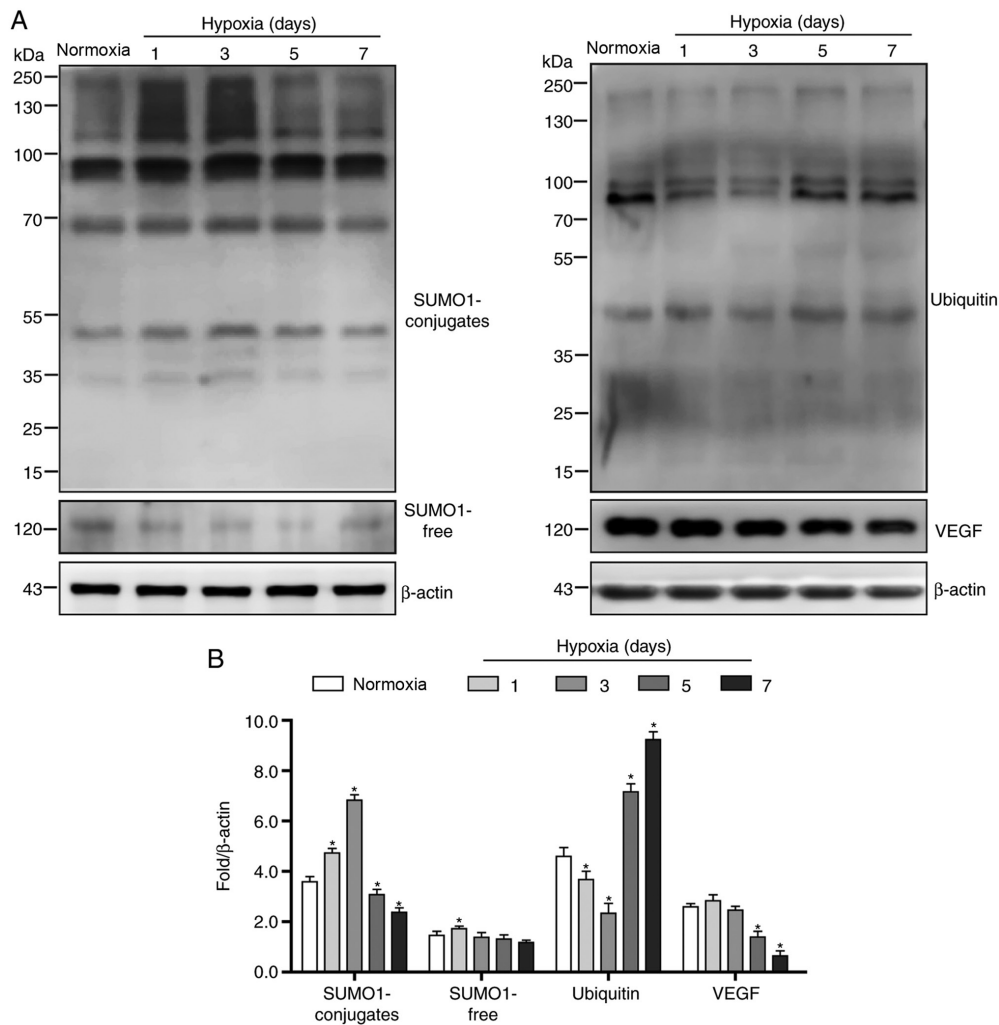 A
Hypoxia (days)
kDa Normoxia 1 3 5 7
250
130
100
70
55
35
25
15
SUMO1-
conjugates
120
SUMO1-
free
43
β-actin
Hypoxia (days)
kDa Normoxia 1 3 5 7
250
130
100
70
55
35
25
15
Ubiquitin
120
VEGF
43
β-actin
B
Hypoxia (days)
Normoxia 1 3 5 7
Fold/β-actin
10.0
8.0
6.0
4.0
2.0
0.0
* * * *
*
* * * *
* *
SUMO1-
conjugates
SUMO1-
free
Ubiquitin
VEGF